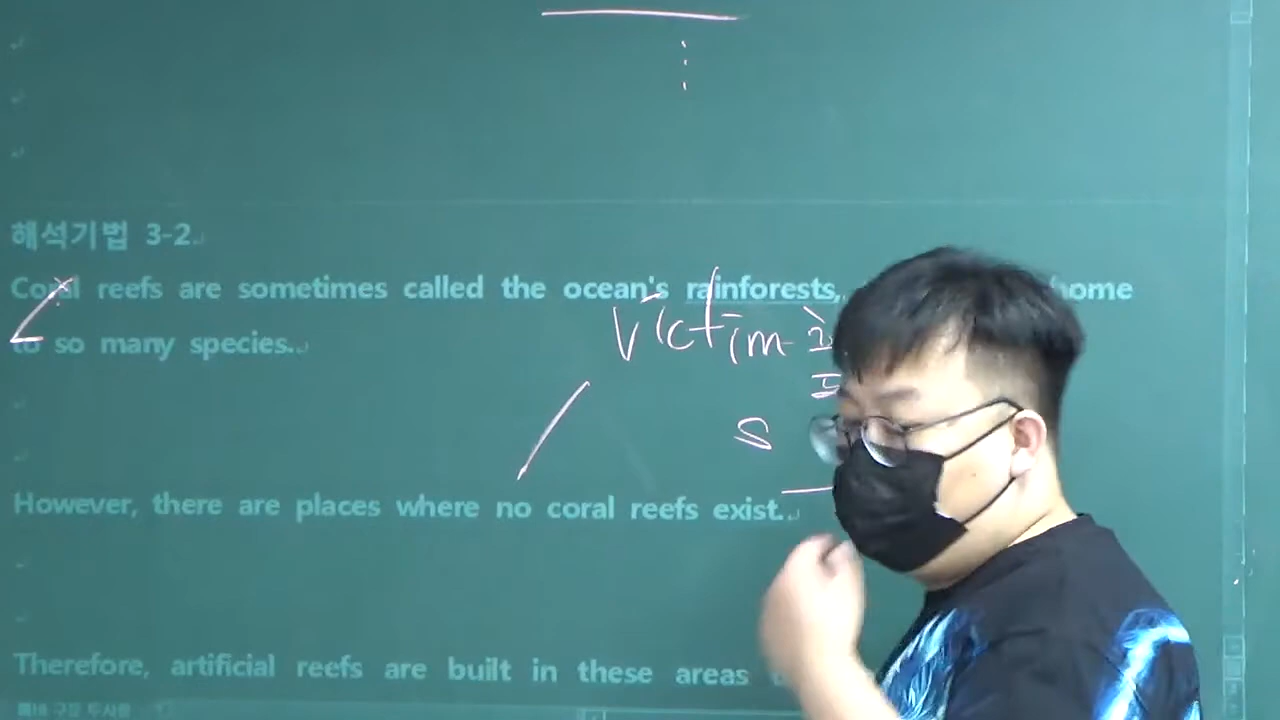 해석기법 3-2.
Coral reefs are sometimes called the ocean's rainforests, home
to so many species.
victim
s
However, there are places where no coral reefs exist.
Therefore, artificial reefs are built in these areas